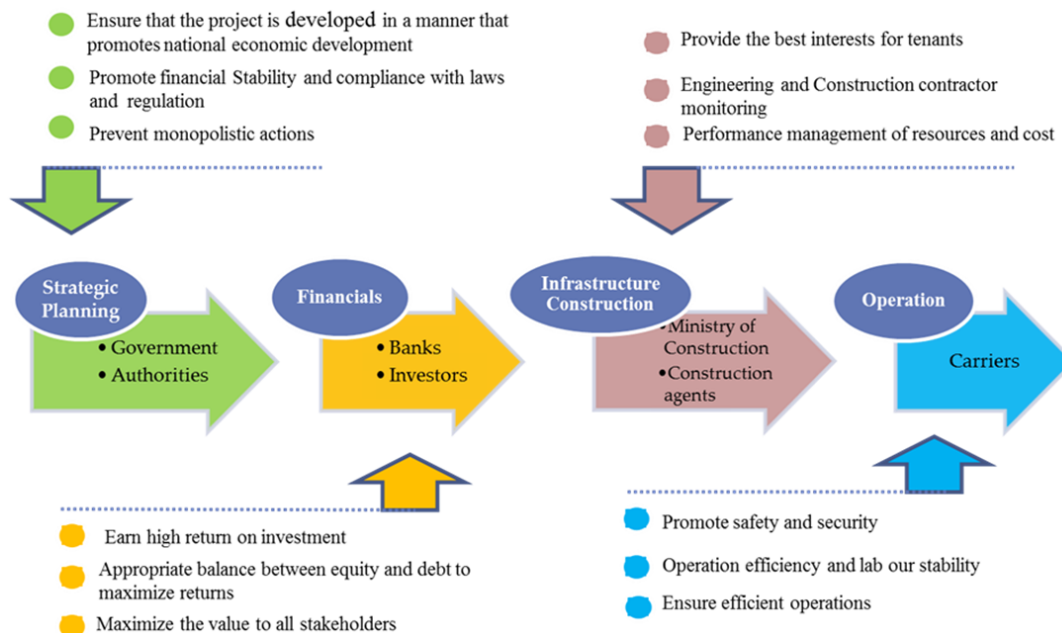 Ensure that the project is developed in a manner that
promotes national economic development
Promote financial Stability and compliance with laws
and regulation
Prevent monopolistic actions
Provide the best interests for tenants
Engineering and Construction contractor
monitoring
Performance management of resources and cost
Strategic
Planning
• Government
• Authorities
Financials
• Banks
• Investors
Infrastructure
Construction
• Ministry of
Construction
•Construction
agents
Operation
Carriers
Earn high return on investment
Appropriate balance between equity and debt to
maximize returns
Maximize the value to all stakeholders
Promote safety and security
Operation efficiency and lab our stability
Ensure efficient operations